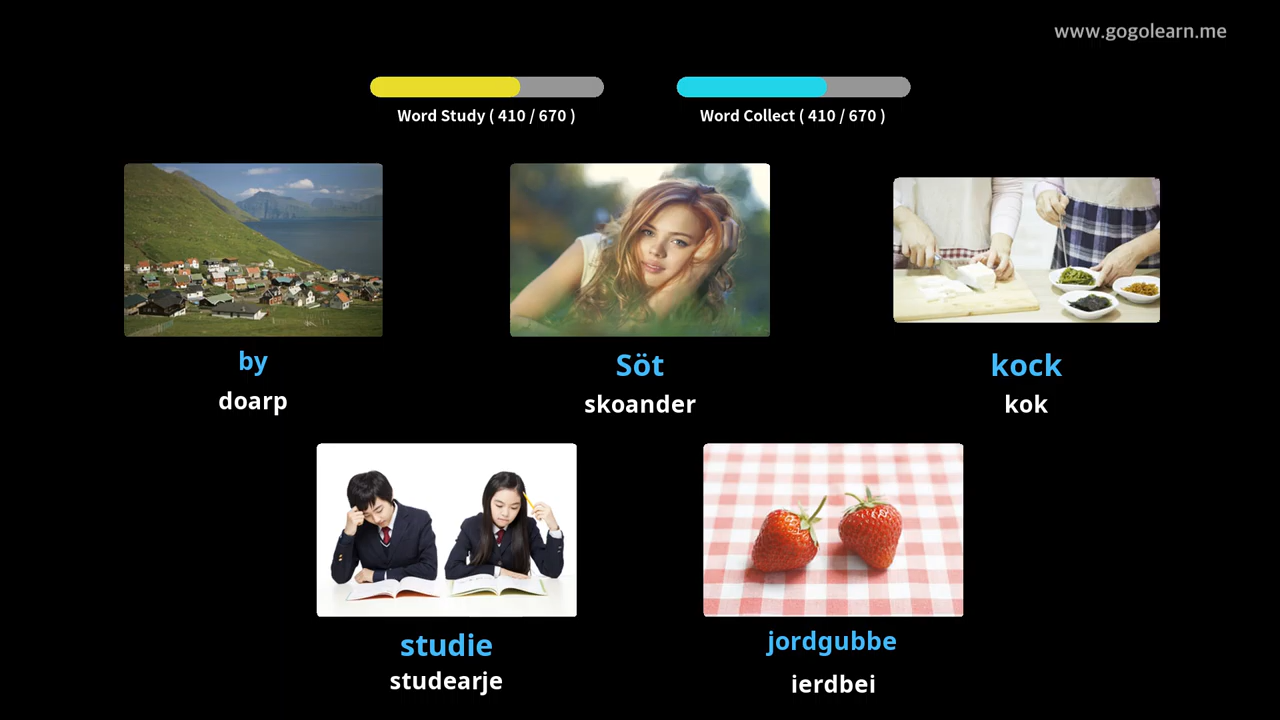 www.gogolearn.me
Word Study ( 410 / 670 )
Word Collect ( 410 / 670 )
by
doarp
Söt
skoander
kock
kok
studie
studearje
jordgubbe
ierdbei